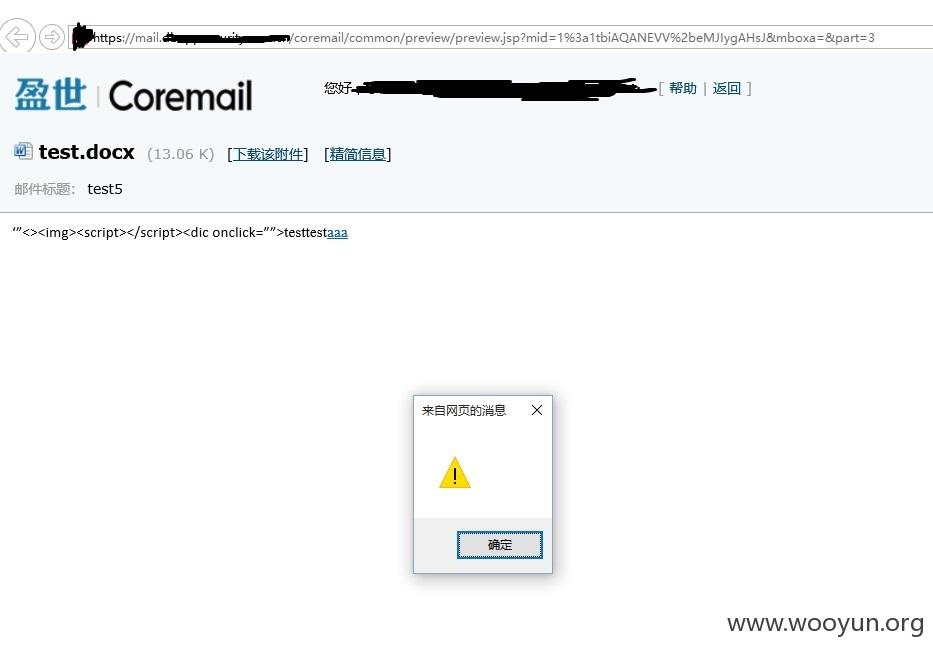 https://mail./coremail/common/preview/preview.jsp?mid=1%3a1tbiAQANEVV%2beMJIygAHsJ&mboxa=&part=3
盈世 | Coremail
您好 [ 帮助 | 返回 ]
test.docx (13.06 K) [下载该附件] [精简信息]
邮件标题： test5
‘”<><img><script></script><dic onclick=””>testtestaaa
来自网页的消息
确定
www.wooyun.org